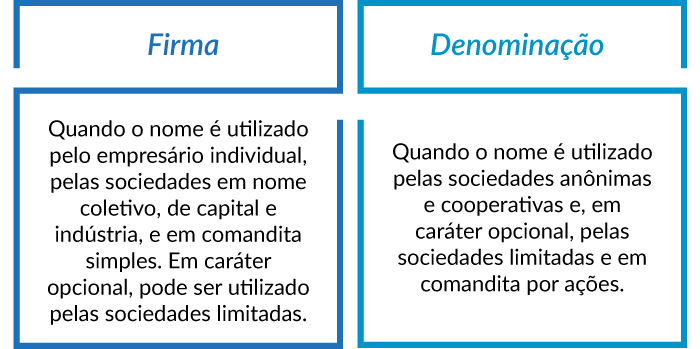 Firma
Quando o nome é utilizado
pelo empresário individual,
pelas sociedades em nome
coletivo, de capital e
indústria, e em comandita
simples. Em caráter
opcional, pode ser utilizado
pelas sociedades limitadas.
Denominação
Quando o nome é utilizado
pelas sociedades anônimas
e cooperativas e, em
caráter opcional, pelas
sociedades limitadas e em
comandita por ações.